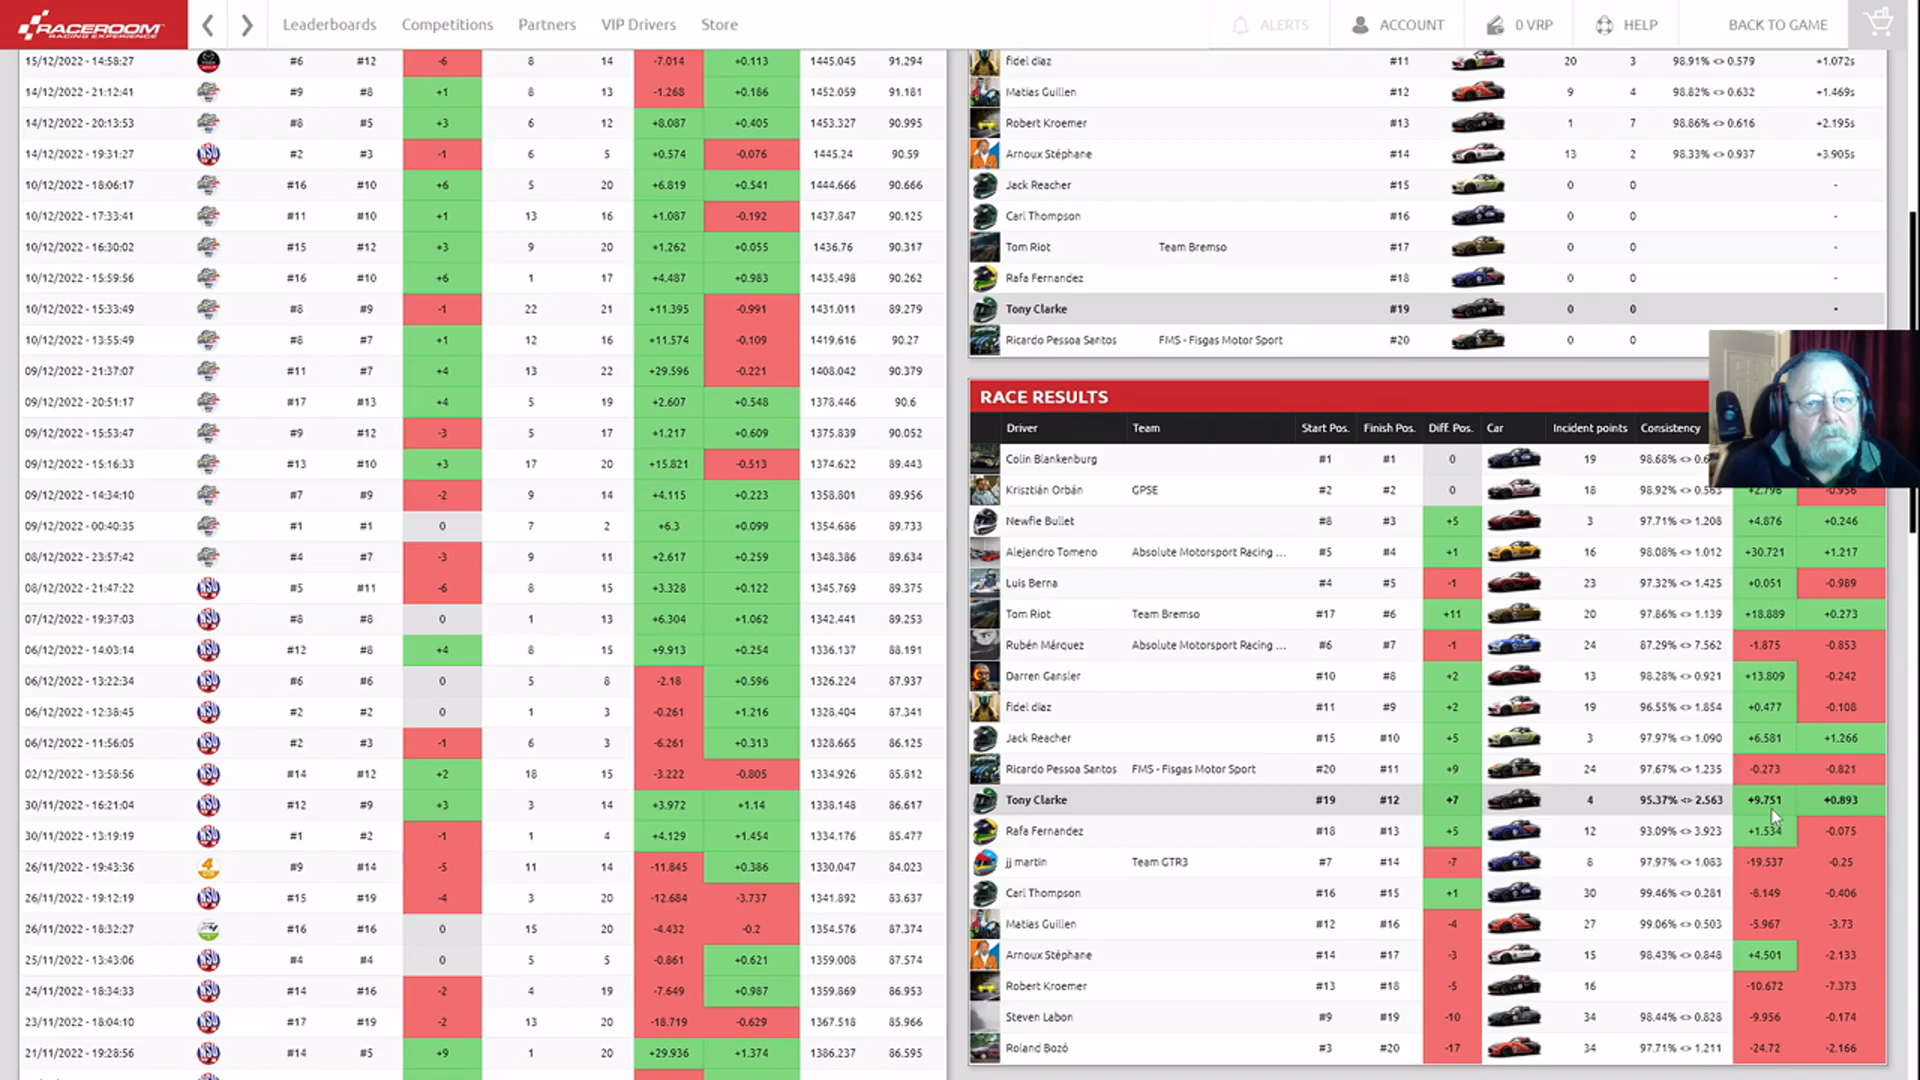 RACEROOM
RACING EXPERIENCE
Leaderboards Competitions Partners VIP Drivers Store
ALERTS ACCOUNT 0 VRP HELP BACK TO GAME
15/12/2022 - 14:58:27 #6 #12 -6 8 14 -7.014 +0.113 1445.045 91.294
14/12/2022 - 21:12:41 #9 #8 +1 8 13 -1.268 +0.186 1452.059 91.181
14/12/2022 - 20:13:53 #8 #5 +3 6 12 +8.087 +0.405 1453.327 90.995
14/12/2022 - 19:31:27 #2 #3 -1 6 5 +0.574 -0.076 1445.24 90.59
10/12/2022 - 18:06:17 #16 #10 +6 5 20 +6.819 +0.541 1444.666 90.666
10/12/2022 - 17:33:41 #11 #10 +1 13 16 +1.087 -0.192 1437.847 90.125
10/12/2022 - 16:30:02 #15 #12 +3 9 20 +1.262 +0.055 1436.76 90.317
10/12/2022 - 15:59:56 #16 #10 +6 1 17 +4.487 +0.983 1435.498 90.262
10/12/2022 - 15:33:49 #8 #9 -1 22 21 +11.395 -0.991 1431.011 89.279
10/12/2022 - 13:55:49 #8 #7 +1 12 16 +11.574 -0.109 1419.616 90.27
09/12/2022 - 21:37:07 #11 #7 +4 13 22 +29.596 -0.221 1408.042 90.379
09/12/2022 - 20:51:17 #17 #13 +4 5 19 +2.607 +0.548 1378.446 90.6
09/12/2022 - 15:53:47 #9 #12 -3 5 17 +1.217 +0.609 1375.839 90.052
09/12/2022 - 15:16:33 #13 #10 +3 17 20 +15.821 -0.513 1374.622 89.443
09/12/2022 - 14:34:10 #7 #9 -2 9 14 +4.115 +0.223 1358.801 89.956
09/12/2022 - 00:40:35 #1 #1 0 7 2 +6.3 +0.099 1354.686 89.733
08/12/2022 - 23:57:42 #4 #7 -3 9 11 +2.617 +0.259 1348.386 89.634
08/12/2022 - 21:47:22 #5 #11 -6 8 15 +3.328 +0.122 1345.769 89.375
07/12/2022 - 19:37:03 #8 #8 0 1 13 +6.304 +1.062 1342.441 89.253
06/12/2022 - 14:03:14 #12 #8 +4 8 15 +9.913 +0.254 1336.137 88.191
06/12/2022 - 13:22:34 #6 #6 0 5 8 -2.18 +0.596 1326.224 87.937
06/12/2022 - 12:38:45 #2 #2 0 1 3 -0.261 +1.216 1328.404 87.341
06/12/2022 - 11:56:05 #2 #3 -1 6 3 -6.261 +0.313 1328.665 86.125
02/12/2022 - 13:58:56 #14 #12 +2 18 15 -3.222 -0.805 1334.926 85.812
30/11/2022 - 16:21:04 #12 #9 +3 3 14 +3.972 +1.14 1338.148 86.617
30/11/2022 - 13:19:19 #1 #2 -1 1 4 +4.129 +1.454 1334.176 85.477
26/11/2022 - 19:43:36 #9 #14 -5 11 14 -11.845 +0.386 1330.047 84.023
26/11/2022 - 19:12:19 #15 #19 -4 3 20 -12.684 -3.737 1341.892 83.637
26/11/2022 - 18:32:27 #16 #16 0 15 20 -4.432 -0.2 1354.576 87.374
25/11/2022 - 13:43:06 #4 #4 0 5 5 -0.861 +0.621 1359.008 87.574
24/11/2022 - 18:34:33 #14 #16 -2 4 19 -7.649 +0.987 1359.869 86.953
23/11/2022 - 18:04:10 #17 #19 -2 13 20 -18.719 -0.629 1367.518 85.966
21/11/2022 - 19:28:56 #14 #5 +9 1 20 +29.936 +1.374 1386.237 86.595
fidel diaz #11 20 3 98.91% <> 0.579 +1.072s
Matias Guillen #12 9 4 98.82% <> 0.632 +1.469s
Robert Kroemer #13 1 7 98.86% <> 0.616 +2.195s
Arnoux Stéphane #14 13 2 98.33% <> 0.937 +3.905s
Jack Reacher #15 0 0 -
Carl Thompson #16 0 0 -
Tom Riot Team Bremso #17 0 0 -
Rafa Fernandez #18 0 0 -
Tony Clarke #19 0 0 -
Ricardo Pessoa Santos FMS - Fisgas Motor Sport #20 0 0
RACE RESULTS
Driver Team Start Pos. Finish Pos. Diff. Pos. Car Incident points Consistency
Colin Blankenburg #1 #1 0 19 98.68%
Krisztián Orbán GPSE #2 #2 0 18 98.92% <> 0.563 +2.796 -0.956
Newfie Bullet #8 #3 +5 3 97.71% <> 1.208 +4.876 +0.246
Alejandro Tomeno Absolute Motorsport Racing ... #5 #4 +1 16 98.08% <> 1.012 +30.721 +1.217
Luis Berna #4 #5 -1 23 97.32% <> 1.425 +0.051 -0.989
Tom Riot Team Bremso #17 #6 +11 20 97.86% <> 1.139 +18.889 +0.273
Rubén Márquez Absolute Motorsport Racing ... #6 #7 -1 24 87.29% <> 7.562 -1.875 -0.853
Darren Gansler #10 #8 +2 13 98.28% <> 0.921 +13.809 -0.242
fidel diaz #11 #9 +2 19 96.55% <> 1.854 +0.477 -0.108
Jack Reacher #15 #10 +5 3 97.97% <> 1.090 +6.581 +1.266
Ricardo Pessoa Santos FMS - Fisgas Motor Sport #20 #11 +9 24 97.67% <> 1.235 -0.273 -0.821
Tony Clarke #19 #12 +7 4 95.37% <> 2.563 +9.751 +0.893
Rafa Fernandez #18 #13 +5 12 93.09% <> 3.923 +1.534 -0.075
jj martin Team GTR3 #7 #14 -7 8 97.97% <> 1.083 -19.537 -0.25
Carl Thompson #16 #15 +1 30 99.46% <> 0.281 -8.149 -0.406
Matias Guillen #12 #16 -4 27 99.06% <> 0.503 -5.967 -3.73
Arnoux Stéphane #14 #17 -3 15 98.43% <> 0.848 +4.501 -2.133
Robert Kroemer #13 #18 -5 16 -10.672 -7.373
Steven Labon #9 #19 -10 34 98.44% <> 0.828 -9.956 -0.174
Roland Bozó #3 #20 -17 34 97.71% <> 1.211 -24.72 -2.166